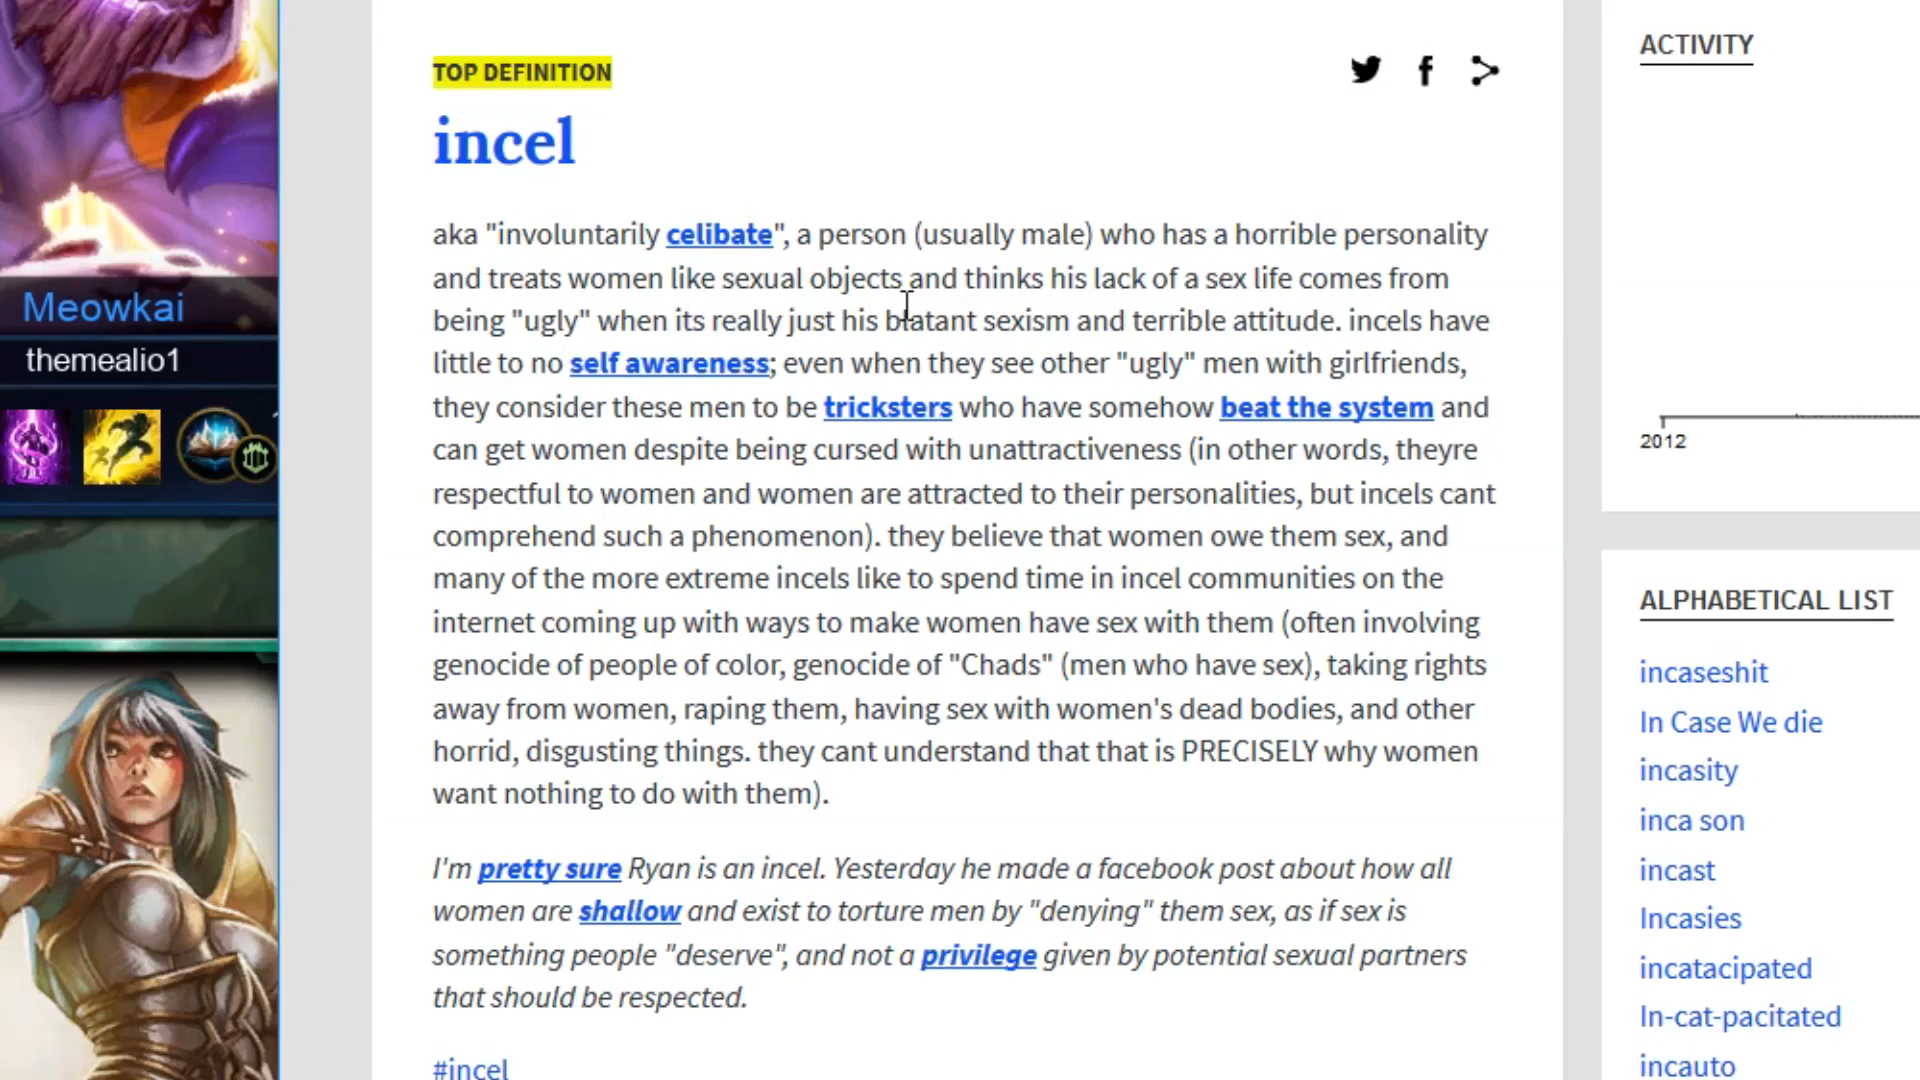 TOP DEFINITION
incel
aka "involuntarily celibate", a person (usually male) who has a horrible personality
and treats women like sexual objects and thinks his lack of a sex life comes from
being "ugly" when its really just his blatant sexism and terrible attitude. incels have
little to no self awareness; even when they see other "ugly" men with girlfriends,
they consider these men to be tricksters who have somehow beat the system and
can get women despite being cursed with unattractiveness (in other words, theyre
respectful to women and women are attracted to their personalities, but incels cant
comprehend such a phenomenon). they believe that women owe them sex, and
many of the more extreme incels like to spend time in incel communities on the
internet coming up with ways to make women have sex with them (often involving
genocide of people of color, genocide of "Chads" (men who have sex), taking rights
away from women, raping them, having sex with women's dead bodies, and other
horrid, disgusting things. they cant understand that that is PRECISELY why women
want nothing to do with them).
I'm pretty sure Ryan is an incel. Yesterday he made a facebook post about how all
women are shallow and exist to torture men by "denying" them sex, as if sex is
something people "deserve", and not a privilege given by potential sexual partners
that should be respected.
#incel
Meowkai
themealio1
ACTIVITY
2012
ALPHABETICAL LIST
incaseshit
In Case We die
incasity
inca son
incast
Incasies
incatacipated
In-cat-pacitated
incauto